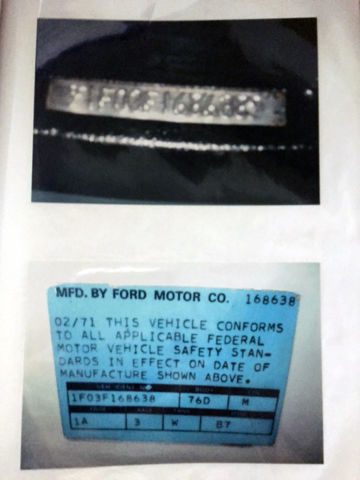 MFD. BY FORD MOTOR CO. 168638
02/71 THIS VEHICLE CONFORMS
TO ALL APPLICABLE FEDERAL
MOTOR VEHICLE SAFETY STAN-
DARDS IN EFFECT ON DATE OF
MANUFACTURE SHOWN ABOVE.
1F03F168638 76D M
1A 3 W B7